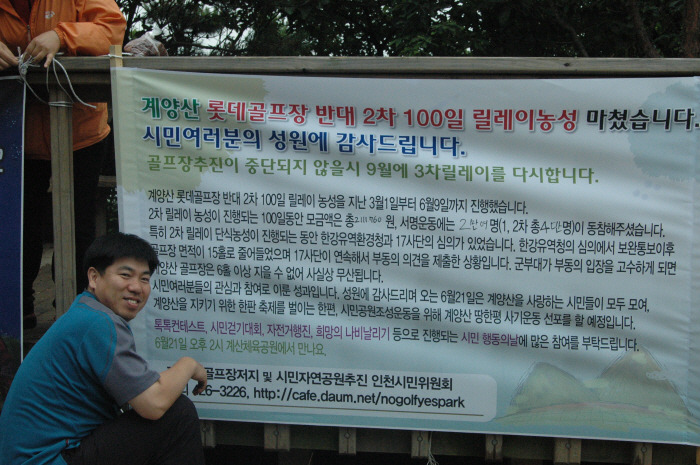 계양산 롯데골프장 반대 2차 100일 릴레이농성 마쳤습니다.
시민여러분의 성원에 감사드립니다.
골프장추진이 중단되지 않을시 9월에 3차릴레이를 다시합니다.
계양산 롯데골프장 반대 2차 100일 릴레이 농성을 지난 3월1일부터 6월9일까지 진행했습니다.
2차 릴레이 농성이 진행되는 100일동안 모금액은 총 원, 서명운동에는 명(1, 2차 총 명)이 동참해주셨습니다.
특히 2차 릴레이 단식농성이 진행되는 동안 한강유역환경청과 17사단의 심의가 있었습니다. 한강유역청의 심의에서 보완통보이후
골프장 면적이 15홀로 줄어들었으며 17사단이 연속해서 부동의 의견을 제출한 상황입니다. 군부대가 부동의 입장을 고수하게 되면
계양산 골프장은 6홀 이상 지을 수 없어 사실상 무산됩니다.
시민여러분들의 관심과 참여로 이룬 성과입니다. 성원에 감사드리며 오는 6월21일은 계양산을 사랑하는 시민들이 모두 모여,
계양산을 지키기 위한 한판 축제를 벌이는 한편, 시민공원조성운동을 위해 계양산 땅한평 사기운동 선포를 할 예정입니다.
톡톡컨테스트, 시민걷기대회, 자전거행진, 희망의 나비날리기 등으로 진행되는 시민 행동의날에 많은 참여를 부탁드립니다.
6월21일 오후 2시 계산체육공원에서 만나요.
골프장저지 및 시민자연공원추진 인천시민위원회
26-3226, http://cafe.daum.net/nogolfyespark